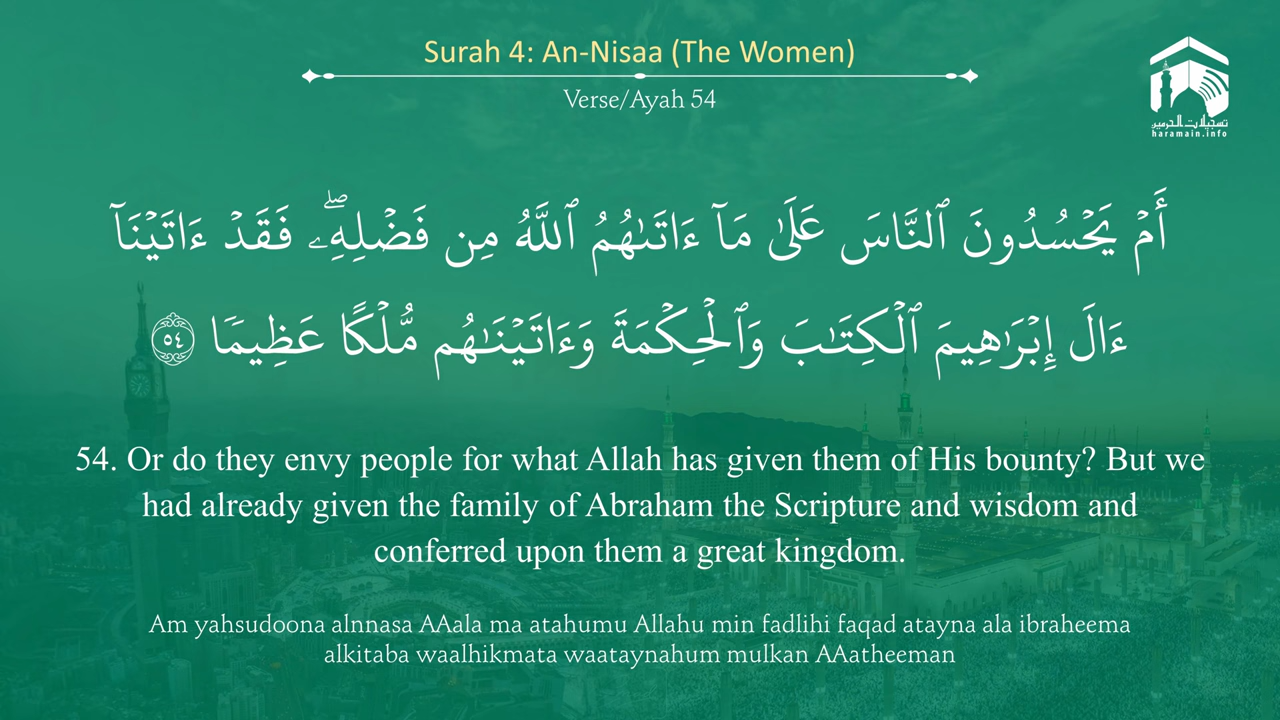 Surah 4: An-Nisaa (The Women)
Verse/Ayah 54
تسجيلات الحرمين
haramain.info
أَمۡ يَحۡسُدُونَ ٱلنَّاسَ عَلَىٰ مَآ ءَاتَىٰهُمُ ٱللَّهُ مِن فَضۡلِهِۦۖ فَقَدۡ ءَاتَيۡنَآ
ءَالَ إِبۡرَٰهِيمَ ٱلۡكِتَٰبَ وَٱلۡحِكۡمَةَ وَءَاتَيۡنَٰهُم مُّلۡكًا عَظِيمٗا ٥٤
54. Or do they envy people for what Allah has given them of His bounty? But we
had already given the family of Abraham the Scripture and wisdom and
conferred upon them a great kingdom.
Am yahsudoona alnnasa AAala ma atahumu Allahu min fadlihi faqad atayna ala ibraheema
alkitaba waalhikmata waataynahum mulkan AAatheeman